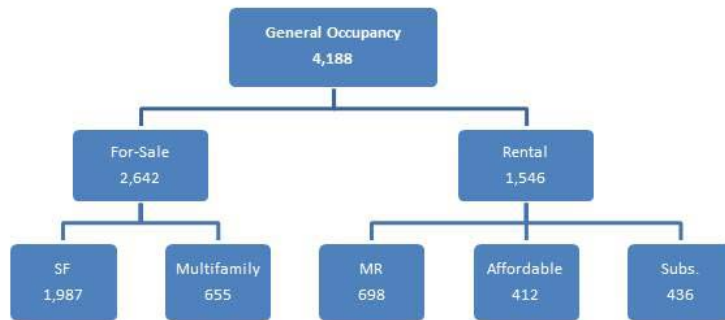 General Occupancy
4,188
For-Sale
2,642
Rental
1,546
SF
1,987
Multifamily
655
MR
698
Affordable
412
Subs.
436